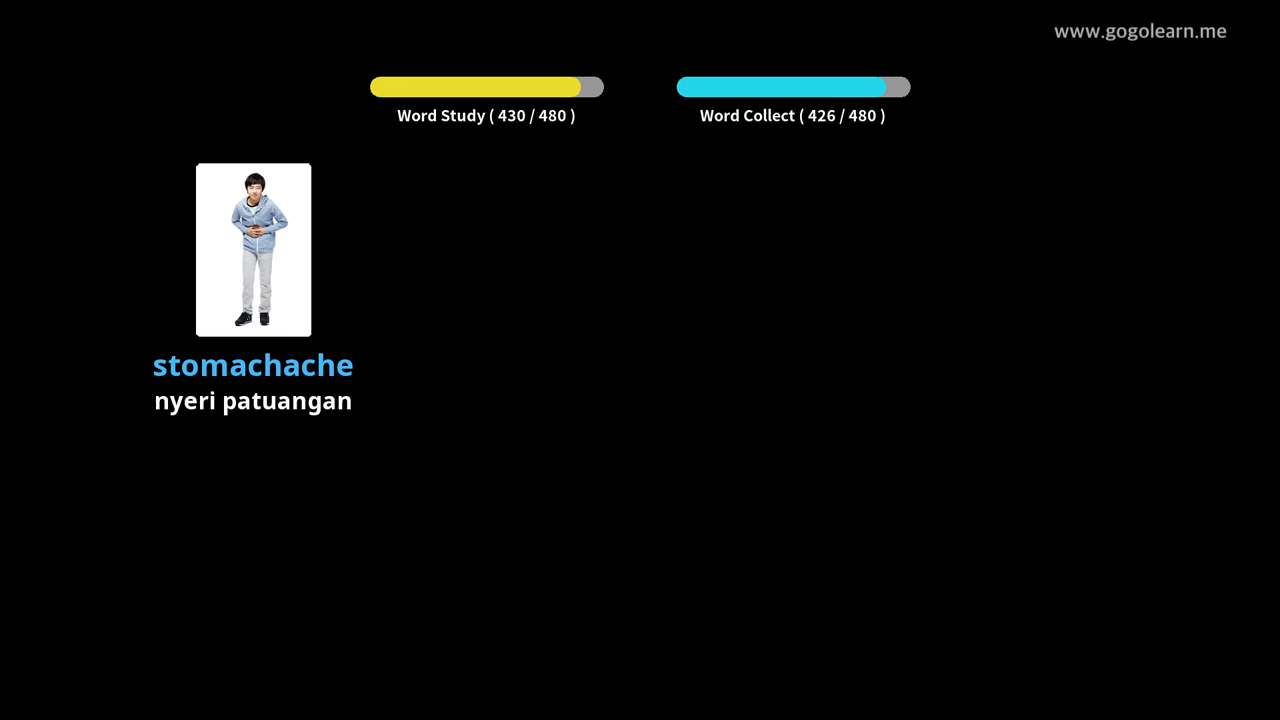 www.gogolearn.me
Word Study ( 430 / 480 )
Word Collect ( 426 / 480 )
stomachache
nyeri patuangan